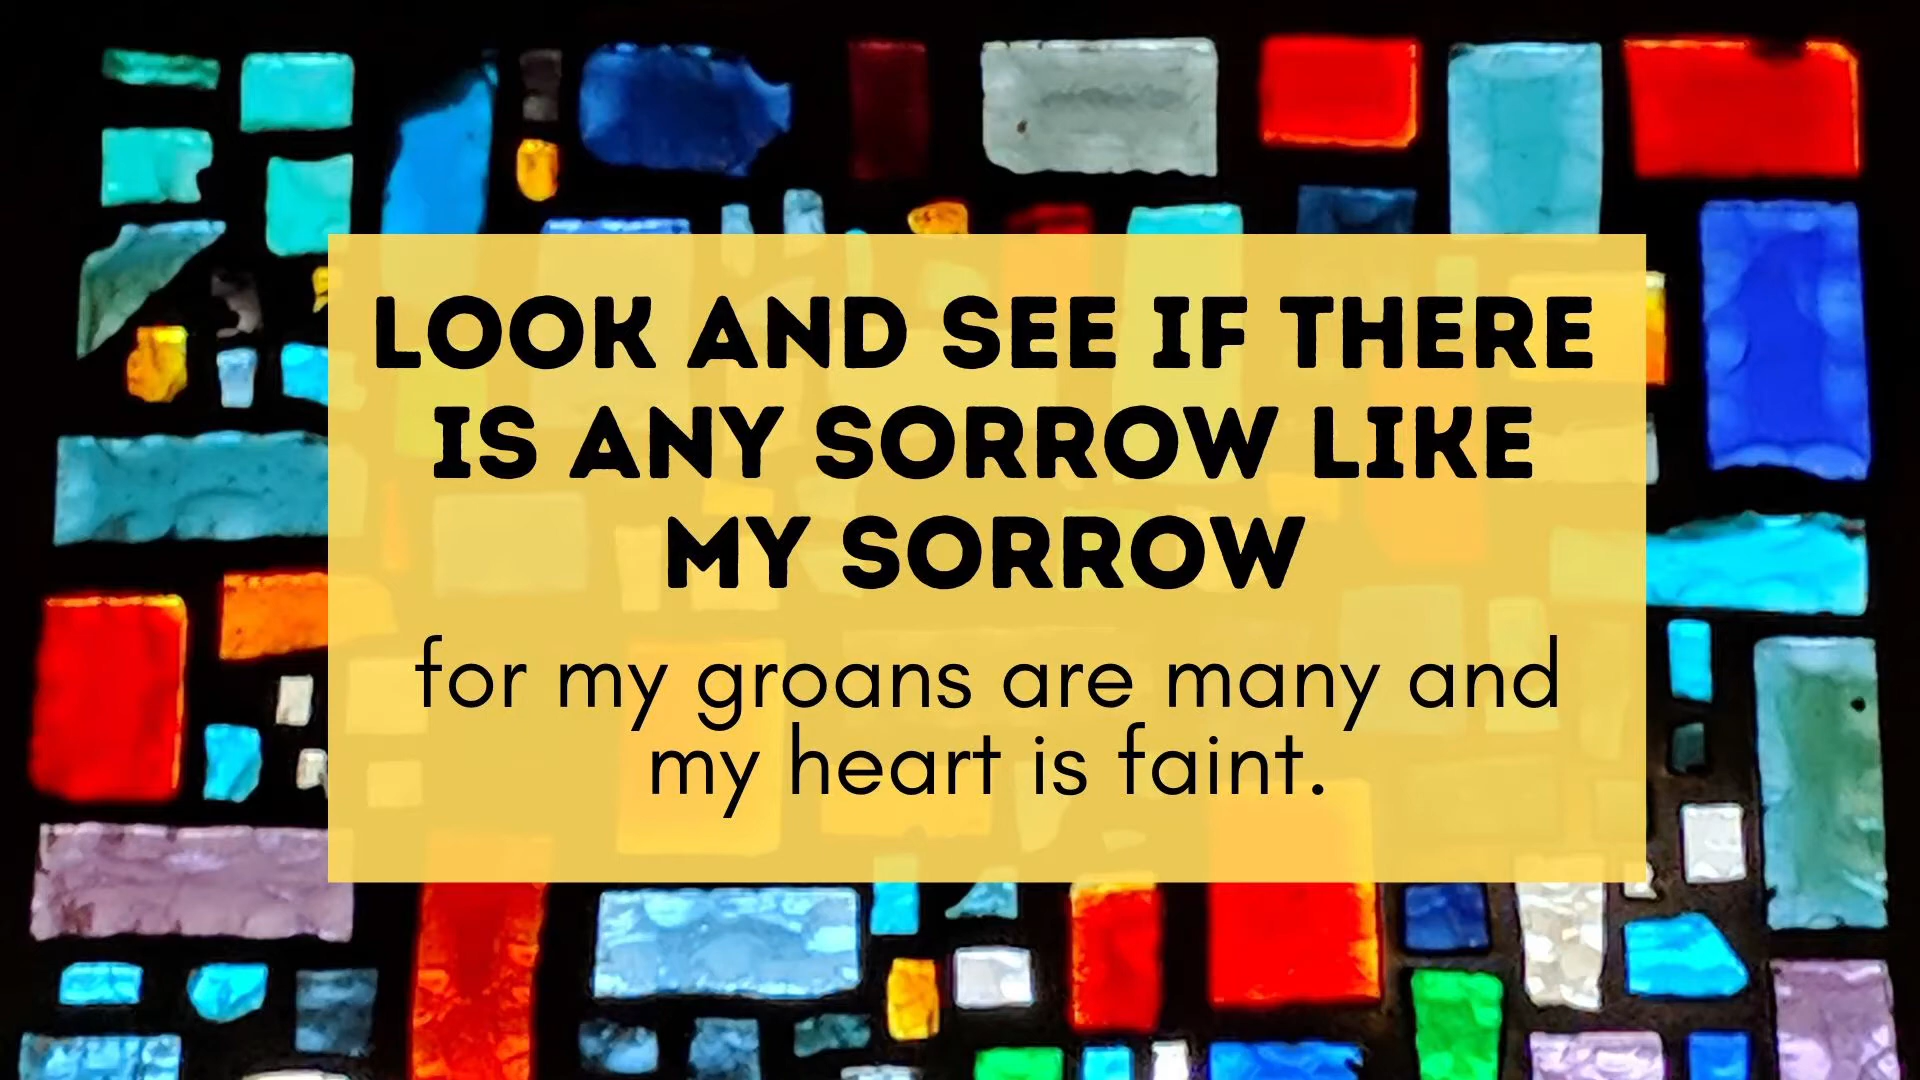 LOOK AND SEE IF THERE
IS ANY SORROW LIKE
MY SORROW
for my groans are many and
my heart is faint.